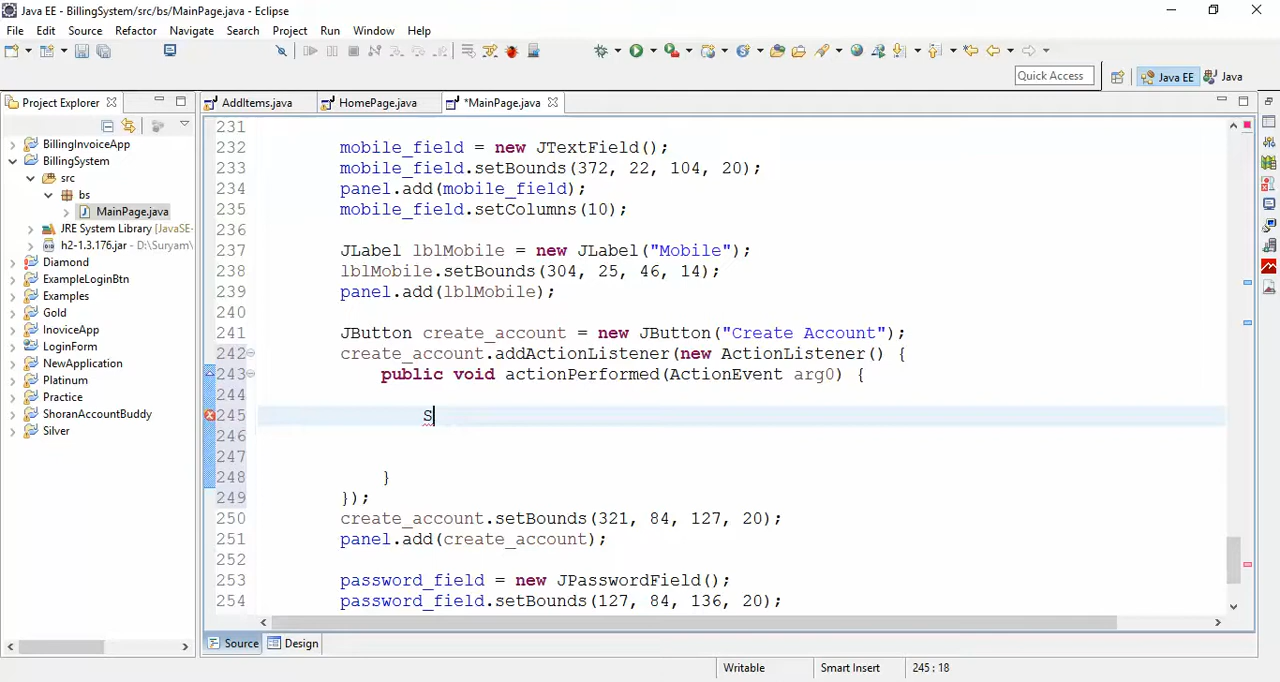 Java EE - BillingSystem/src/bs/MainPage.java - Eclipse
File Edit Source Refactor Navigate Search Project Run Window Help
Quick Access Java EE Java
Project Explorer
AddItems.java HomePage.java *MainPage.java
BillingInvoiceApp
BillingSystem
src
bs
MainPage.java
JRE System Library [JavaSE-
h2-1.3.176.jar - D:\Suryam\
Diamond
ExampleLoginBtn
Examples
Gold
InoviceApp
LoginForm
NewApplication
Platinum
Practice
ShoranAccountBuddy
Silver
231
232 mobile_field = new JTextField();
233 mobile_field.setBounds(372, 22, 104, 20);
234 panel.add(mobile_field);
235 mobile_field.setColumns(10);
236
237 JLabel lblMobile = new JLabel("Mobile");
238 lblMobile.setBounds(304, 25, 46, 14);
239 panel.add(lblMobile);
240
241 JButton create_account = new JButton("Create Account");
242 create_account.addActionListener(new ActionListener() {
243 public void actionPerformed(ActionEvent arg0) {
244
245 S
246
247
248 }
249 });
250 create_account.setBounds(321, 84, 127, 20);
251 panel.add(create_account);
252
253 password_field = new JPasswordField();
254 password_field.setBounds(127, 84, 136, 20);
Source Design
Writable Smart Insert 245 : 18